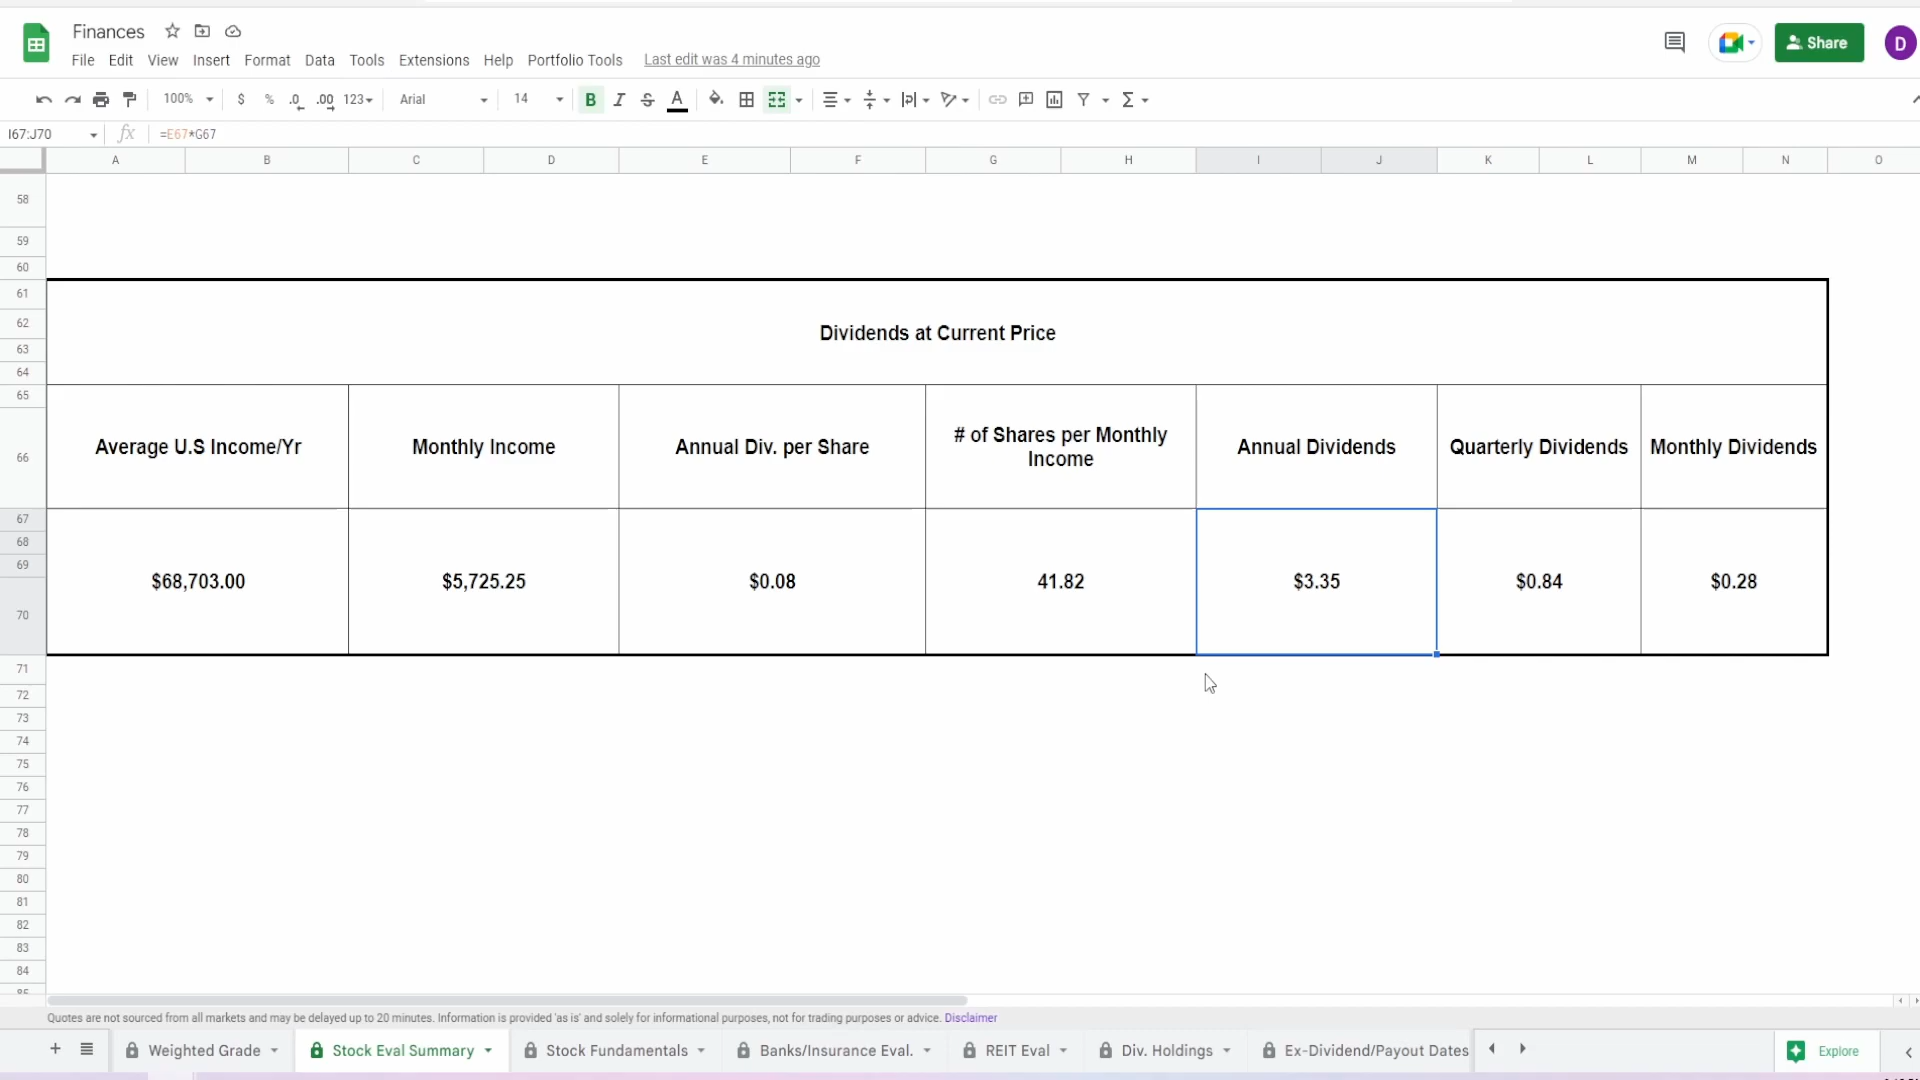 Finances
File Edit View Insert Format Data Tools Extensions Help Portfolio Tools Last edit was 4 minutes ago
Share
D
100% $ % .0 .00 123 Arial 14 B I S A Σ
I67:J70 fx =E67*G67
A B C D E F G H I J K L M N O
58
59
60
61
62
Dividends at Current Price
63
64
65
66
Average U.S Income/Yr
Monthly Income
Annual Div. per Share
# of Shares per Monthly
Income
Annual Dividends
Quarterly Dividends
Monthly Dividends
67
68
69
70
$68,703.00 $5,725.25 $0.08 41.82 $3.35 $0.84 $0.28
71
72
73
74
75
76
77
78
79
80
81
82
83
84
Quotes are not sourced from all markets and may be delayed up to 20 minutes. Information is provided 'as is' and solely for informational purposes, not for trading purposes or advice. Disclaimer
+ Weighted Grade Stock Eval Summary Stock Fundamentals Banks/Insurance Eval. REIT Eval Div. Holdings Ex-Dividend/Payout Dates Explore